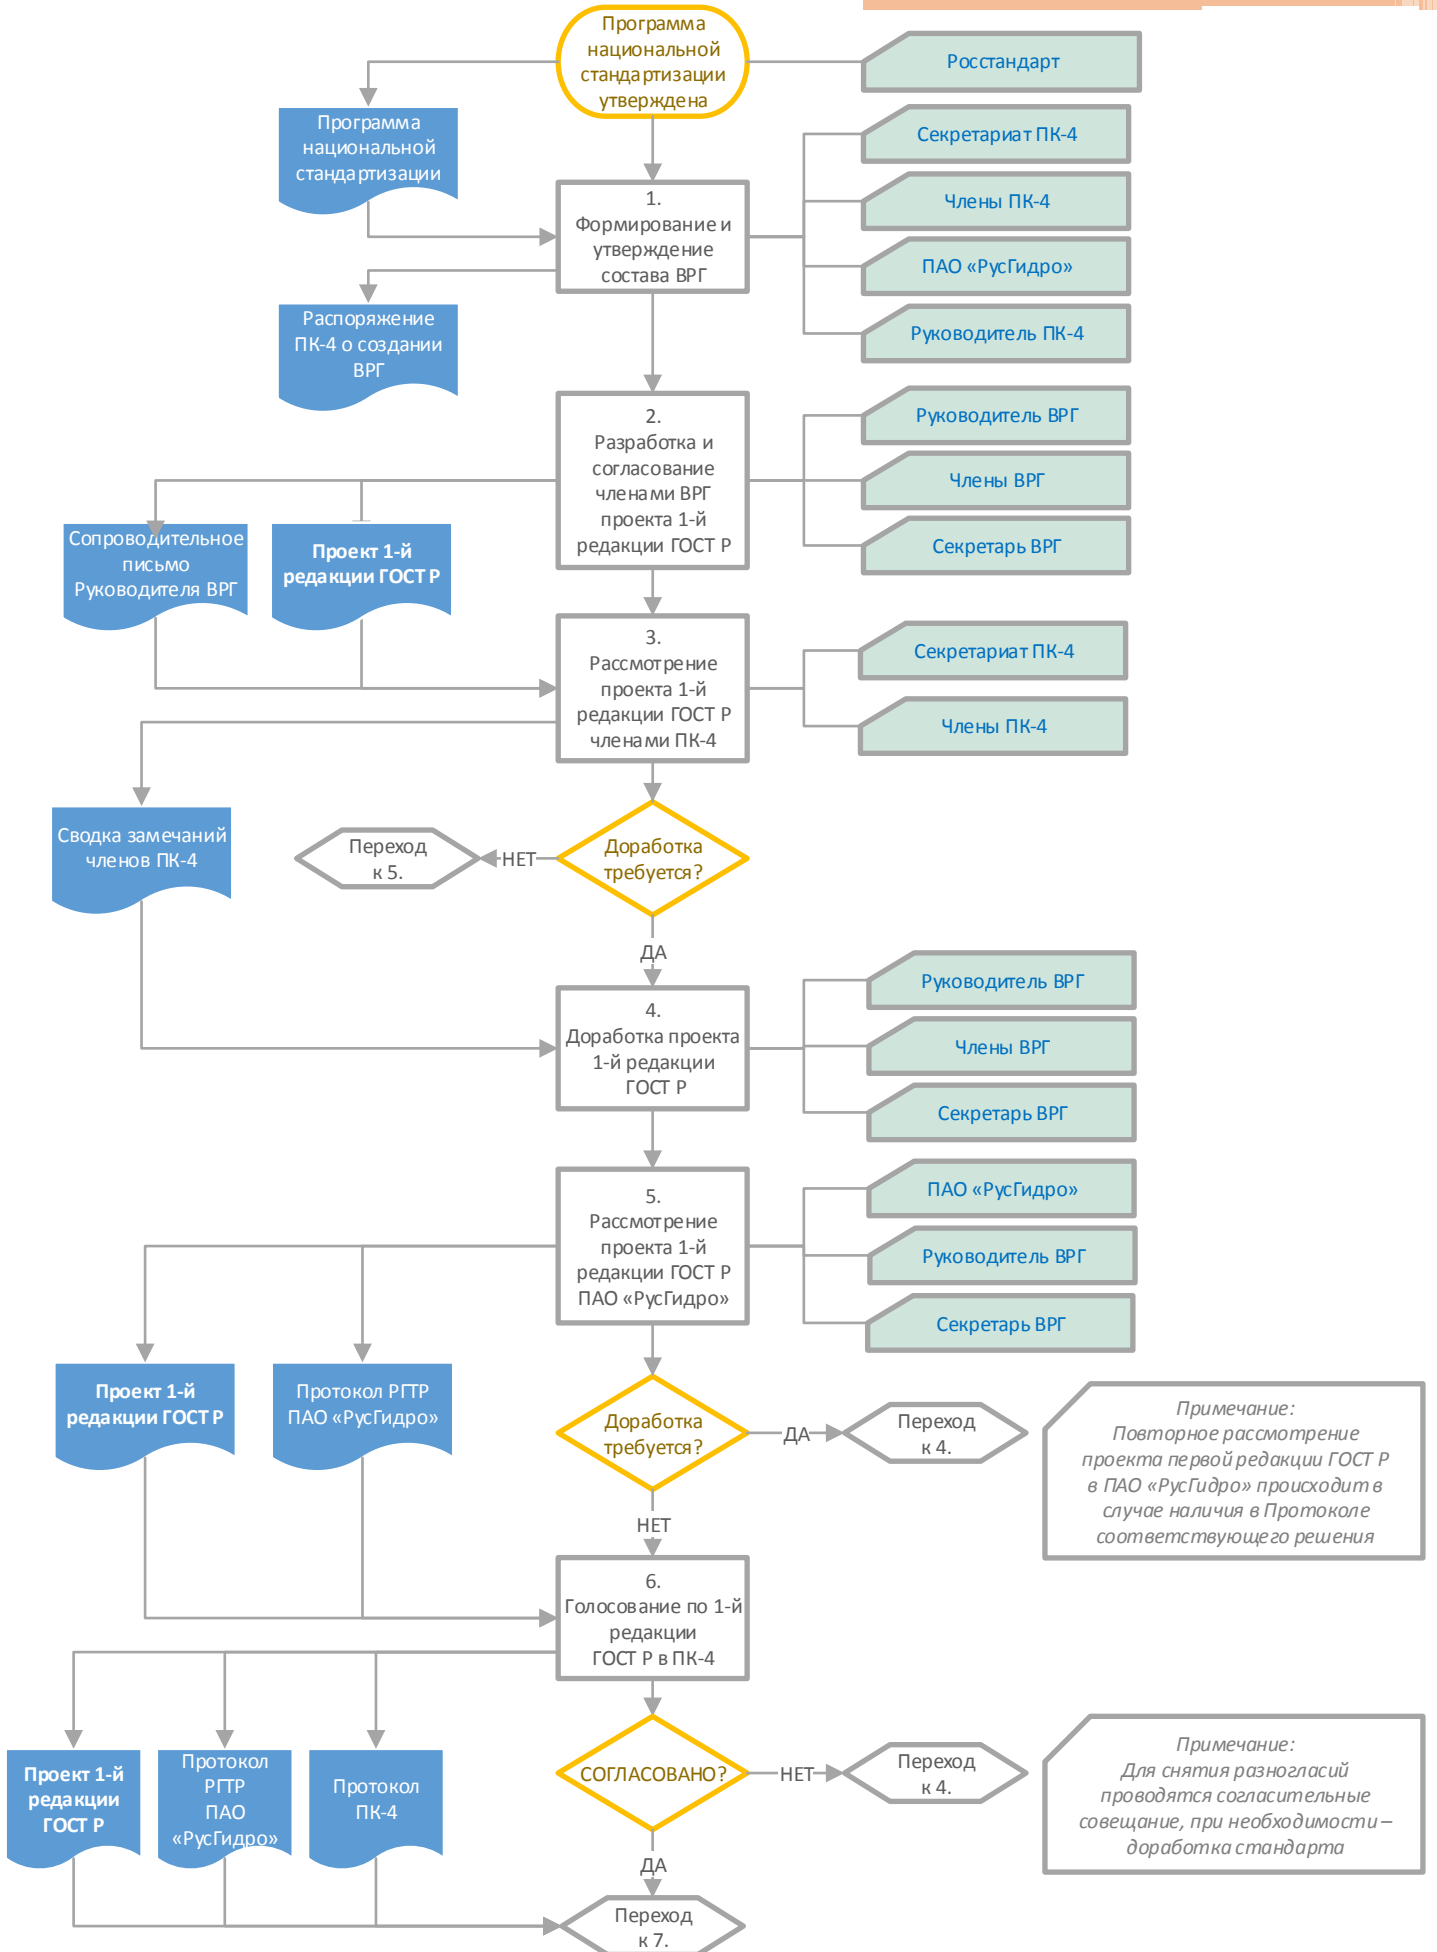 Программа
национальной
стандартизации
утверждена
Росстандарт
Программа
национальной
стандартизации
Секретариат ПК-4
Члены ПК-4
ПАО «РусГидро»
Руководитель ПК-4
1.
Формирование и
утверждение
состава ВРГ
Распоряжение
ПК-4 о создании
ВРГ
2.
Разработка и
согласование
членами ВРГ
проекта 1-й
редакции ГОСТ Р
Руководитель ВРГ
Члены ВРГ
Секретарь ВРГ
Сопроводительное
письмо
Руководителя ВРГ
Проект 1-й
редакции ГОСТ Р
3.
Рассмотрение
проекта 1-й
редакции ГОСТ Р
членами ПК-4
Секретариат ПК-4
Члены ПК-4
Сводка замечаний
членов ПК-4
Переход
к 5.
НЕТ
Доработка
требуется?
ДА
4.
Доработка проекта
1-й редакции
ГОСТ Р
Руководитель ВРГ
Члены ВРГ
Секретарь ВРГ
5.
Рассмотрение
проекта 1-й
редакции ГОСТ Р
ПАО «РусГидро»
ПАО «РусГидро»
Руководитель ВРГ
Секретарь ВРГ
Проект 1-й
редакции ГОСТ Р
Протокол РГТР
ПАО «РусГидро»
Доработка
требуется?
ДА
Переход
к 4.
Примечание:
Повторное рассмотрение
проекта первой редакции ГОСТ Р
в ПАО «РусГидро» происходит в
случае наличия в Протоколе
соответствующего решения
НЕТ
6.
Голосование по 1-й
редакции
ГОСТ Р в ПК-4
Проект 1-й
редакции
ГОСТ Р
Протокол
РГТР
ПАО
«РусГидро»
Протокол
ПК-4
СОГЛАСОВАНО?
НЕТ
Переход
к 4.
Примечание:
Для снятия разногласий
проводятся согласительные
совещание, при необходимости –
доработка стандарта
ДА
Переход
к 7.